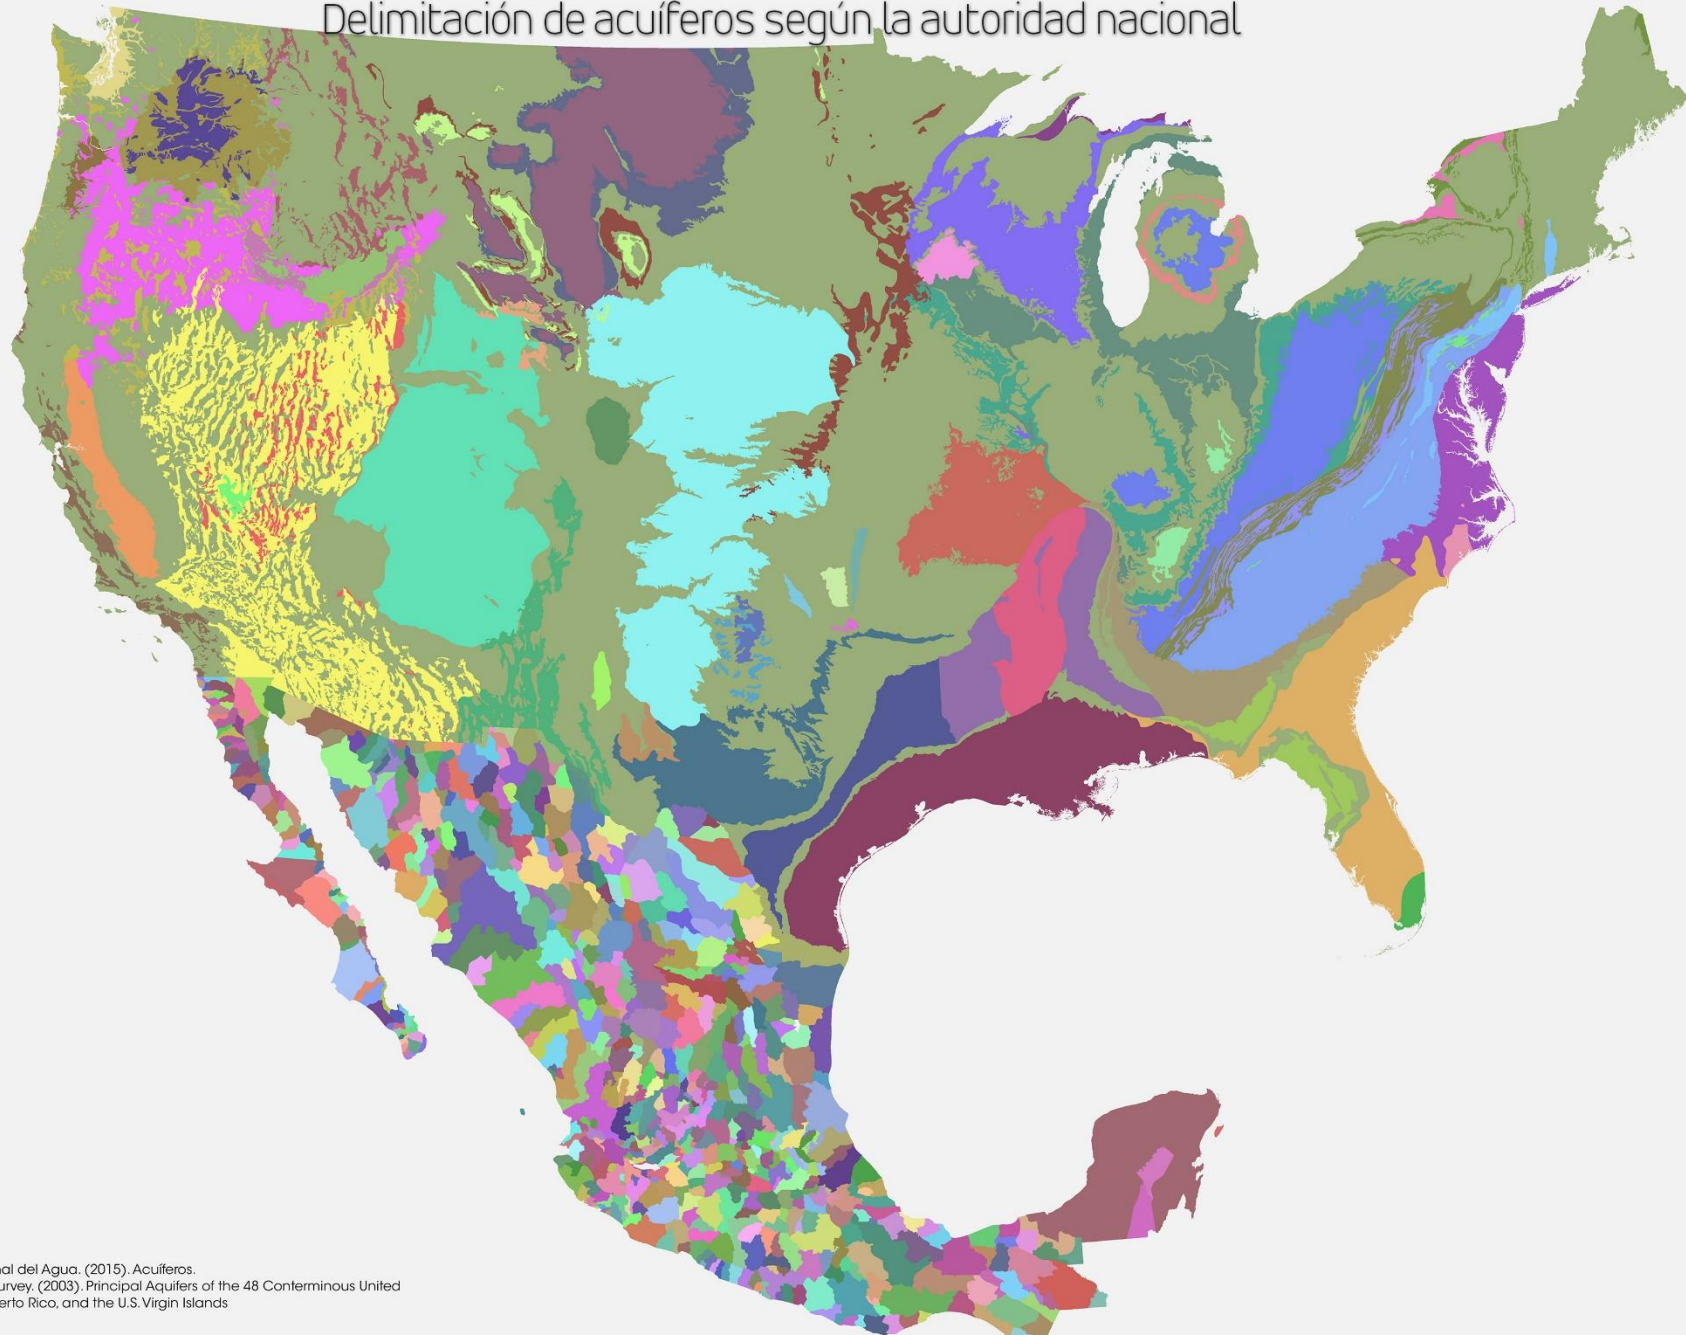 Delimitación de acuíferos según la autoridad nacional
al del Agua. (2015). Acuíferos.
urvey. (2003). Principal Aquifers of the 48 Conterminous United
erto Rico, and the U.S. Virgin Islands